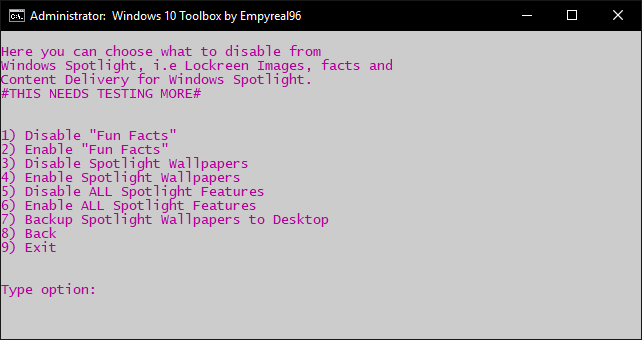 Administrator: Windows 10 Toolbox by Empyreal96
Here you can choose what to disable from
Windows Spotlight, i.e Lockreen Images, facts and
Content Delivery for Windows Spotlight.
#THIS NEEDS TESTING MORE#
1) Disable "Fun Facts"
2) Enable "Fun Facts"
3) Disable Spotlight Wallpapers
4) Enable Spotlight Wallpapers
5) Disable ALL Spotlight Features
6) Enable ALL Spotlight Features
7) Backup Spotlight Wallpapers to Desktop
8) Back
9) Exit
Type option: